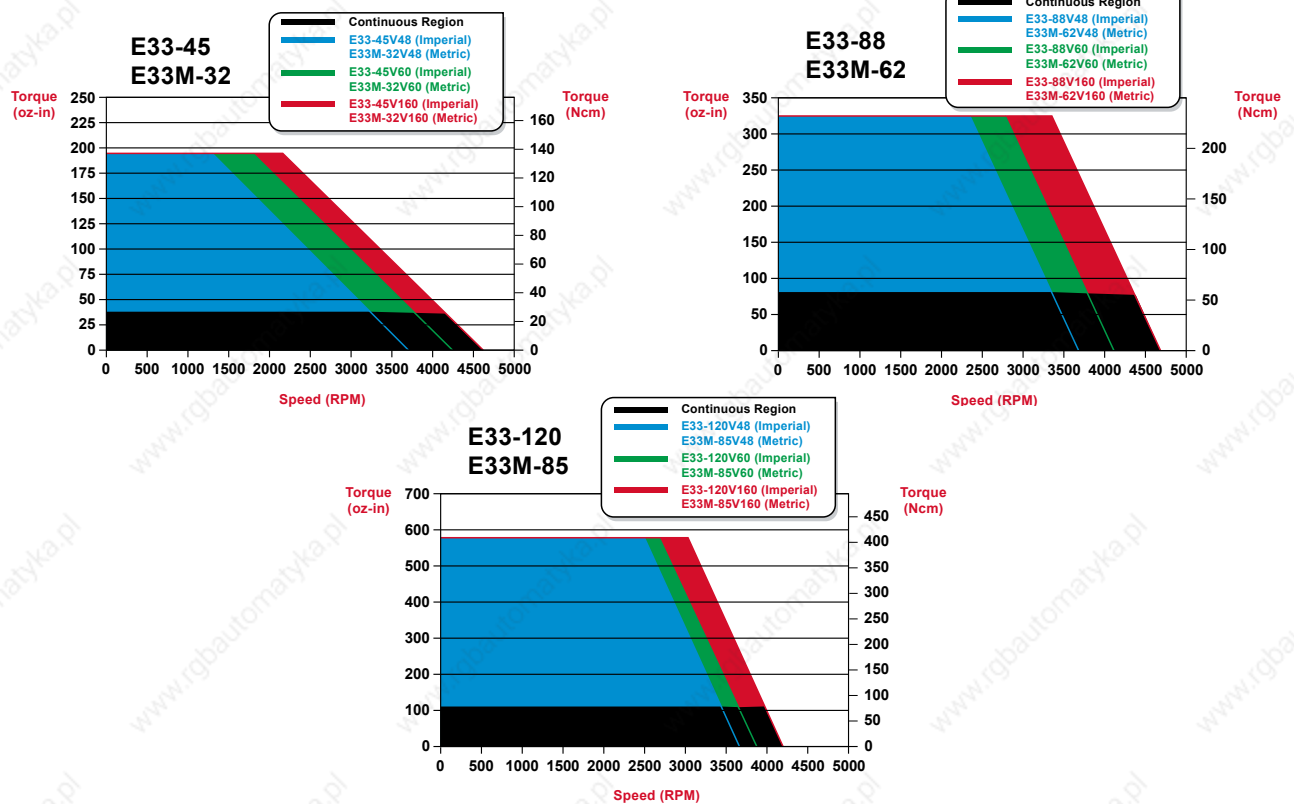 E33-45
E33M-32
Continuous Region
E33-45V48 (Imperial)
E33M-32V48 (Metric)
E33-45V60 (Imperial)
E33M-32V60 (Metric)
E33-45V160 (Imperial)
E33M-32V160 (Metric)
Torque
(oz-in)
Torque
(Ncm)
250
225
200
175
150
125
100
75
50
25
0
160
140
120
100
80
60
40
20
0
0 500 1000 1500 2000 2500 3000 3500 4000 4500 5000
Speed (RPM)
E33-88
E33M-62
Continuous Region
E33-88V48 (Imperial)
E33M-62V48 (Metric)
E33-88V60 (Imperial)
E33M-62V60 (Metric)
E33-88V160 (Imperial)
E33M-62V160 (Metric)
Torque
(oz-in)
Torque
(Ncm)
350
300
250
200
150
100
50
0
200
150
100
50
0
0 500 1000 1500 2000 2500 3000 3500 4000 4500 5000
Speed (RPM)
E33-120
E33M-85
Continuous Region
E33-120V48 (Imperial)
E33M-85V48 (Metric)
E33-120V60 (Imperial)
E33M-85V60 (Metric)
E33-120V160 (Imperial)
E33M-85V160 (Metric)
Torque
(oz-in)
Torque
(Ncm)
700
600
500
400
300
200
100
0
450
400
350
300
250
200
150
100
50
0
0 500 1000 1500 2000 2500 3000 3500 4000 4500 5000
Speed (RPM)
www.rgbautomatyka.pl